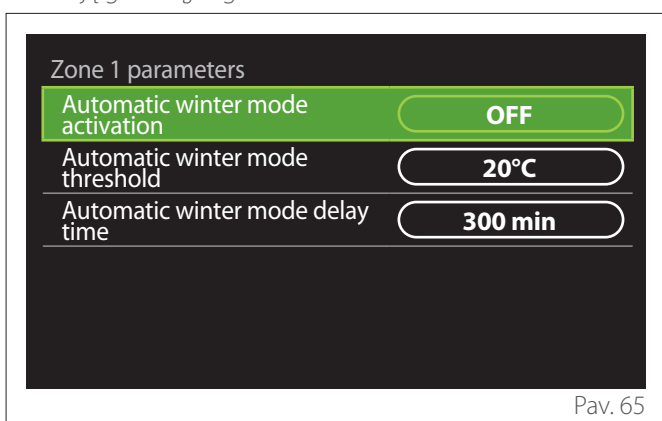 Zone 1 parameters
Automatic winter mode
activation
OFF
Automatic winter mode
threshold
20°C
Automatic winter mode delay
time
300 min
Pav. 65